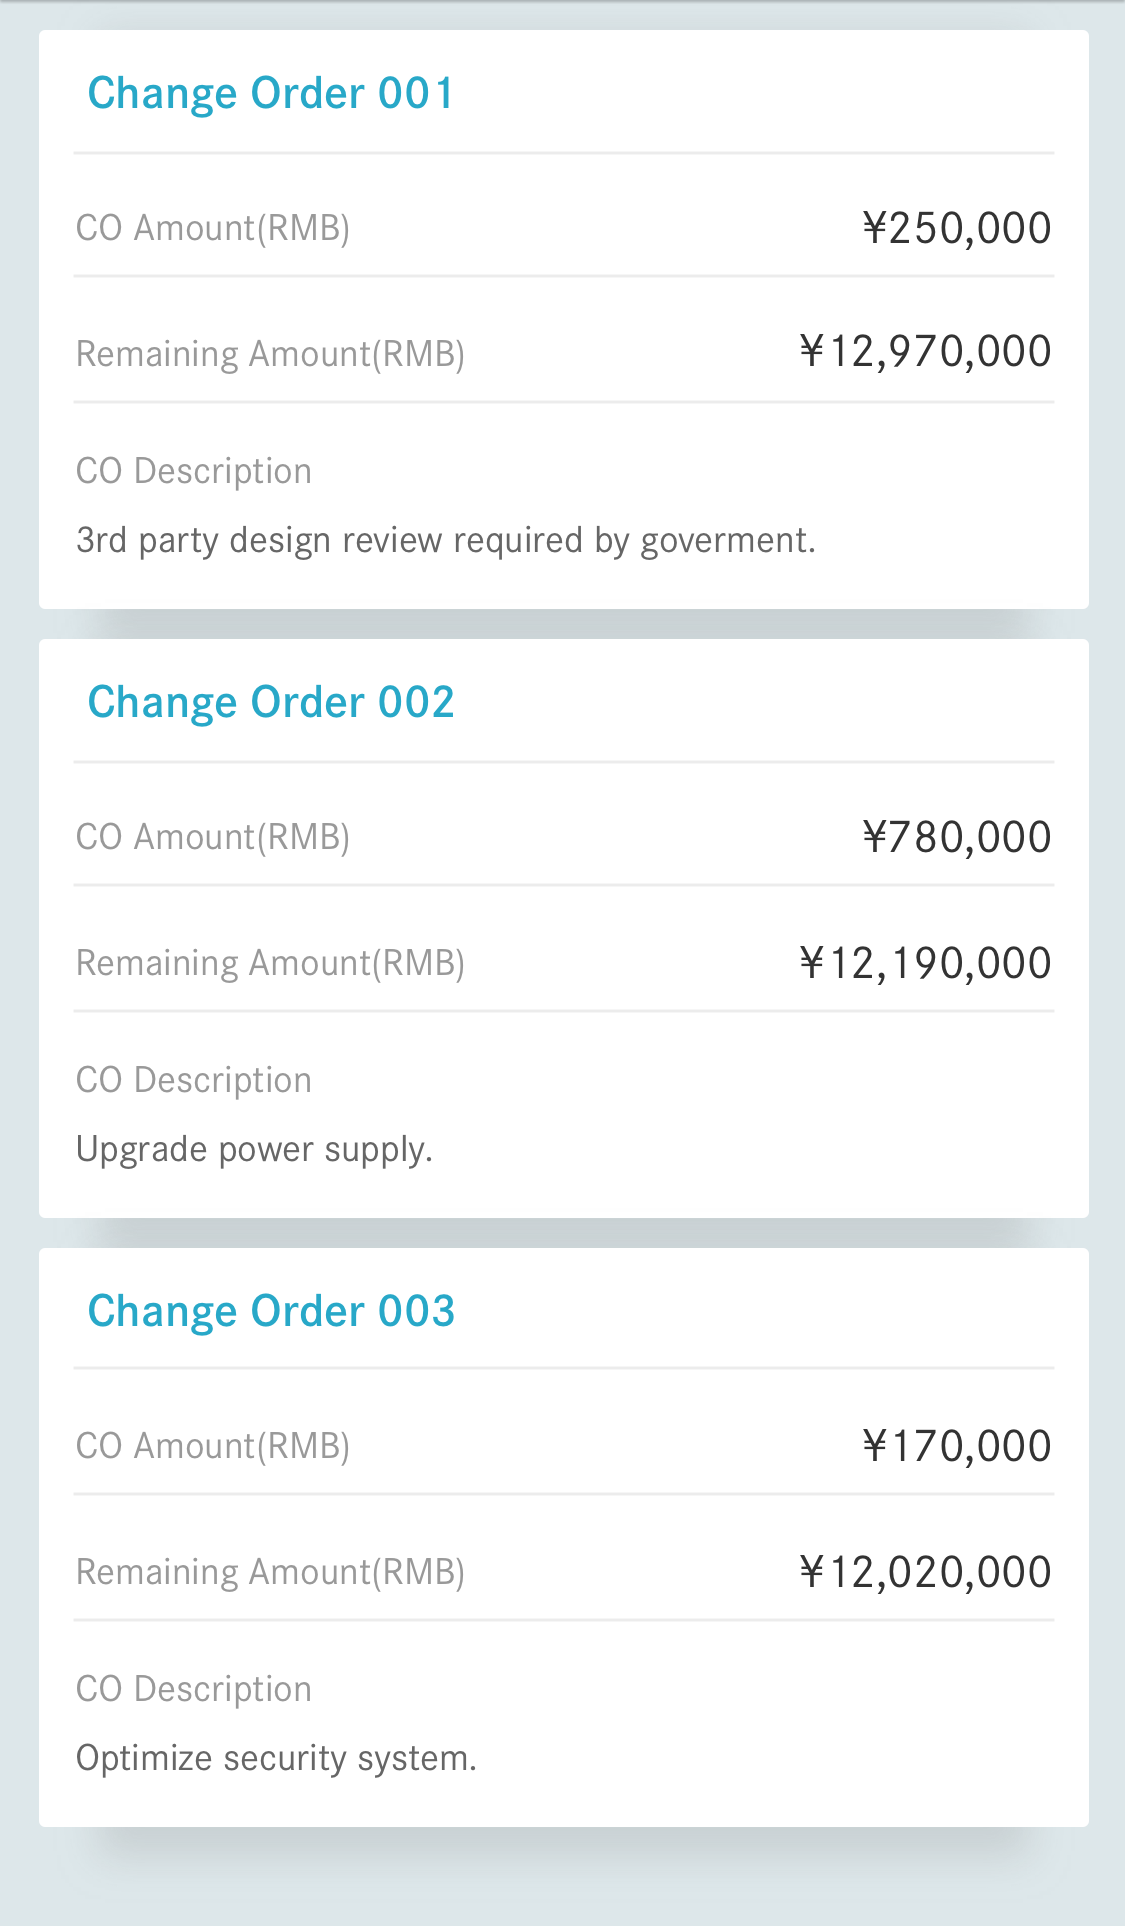 Change Order 001
CO Amount(RMB) ¥250,000
Remaining Amount(RMB) ¥12,970,000
CO Description
3rd party design review required by goverment.
Change Order 002
CO Amount(RMB) ¥780,000
Remaining Amount(RMB) ¥12,190,000
CO Description
Upgrade power supply.
Change Order 003
CO Amount(RMB) ¥170,000
Remaining Amount(RMB) ¥12,020,000
CO Description
Optimize security system.